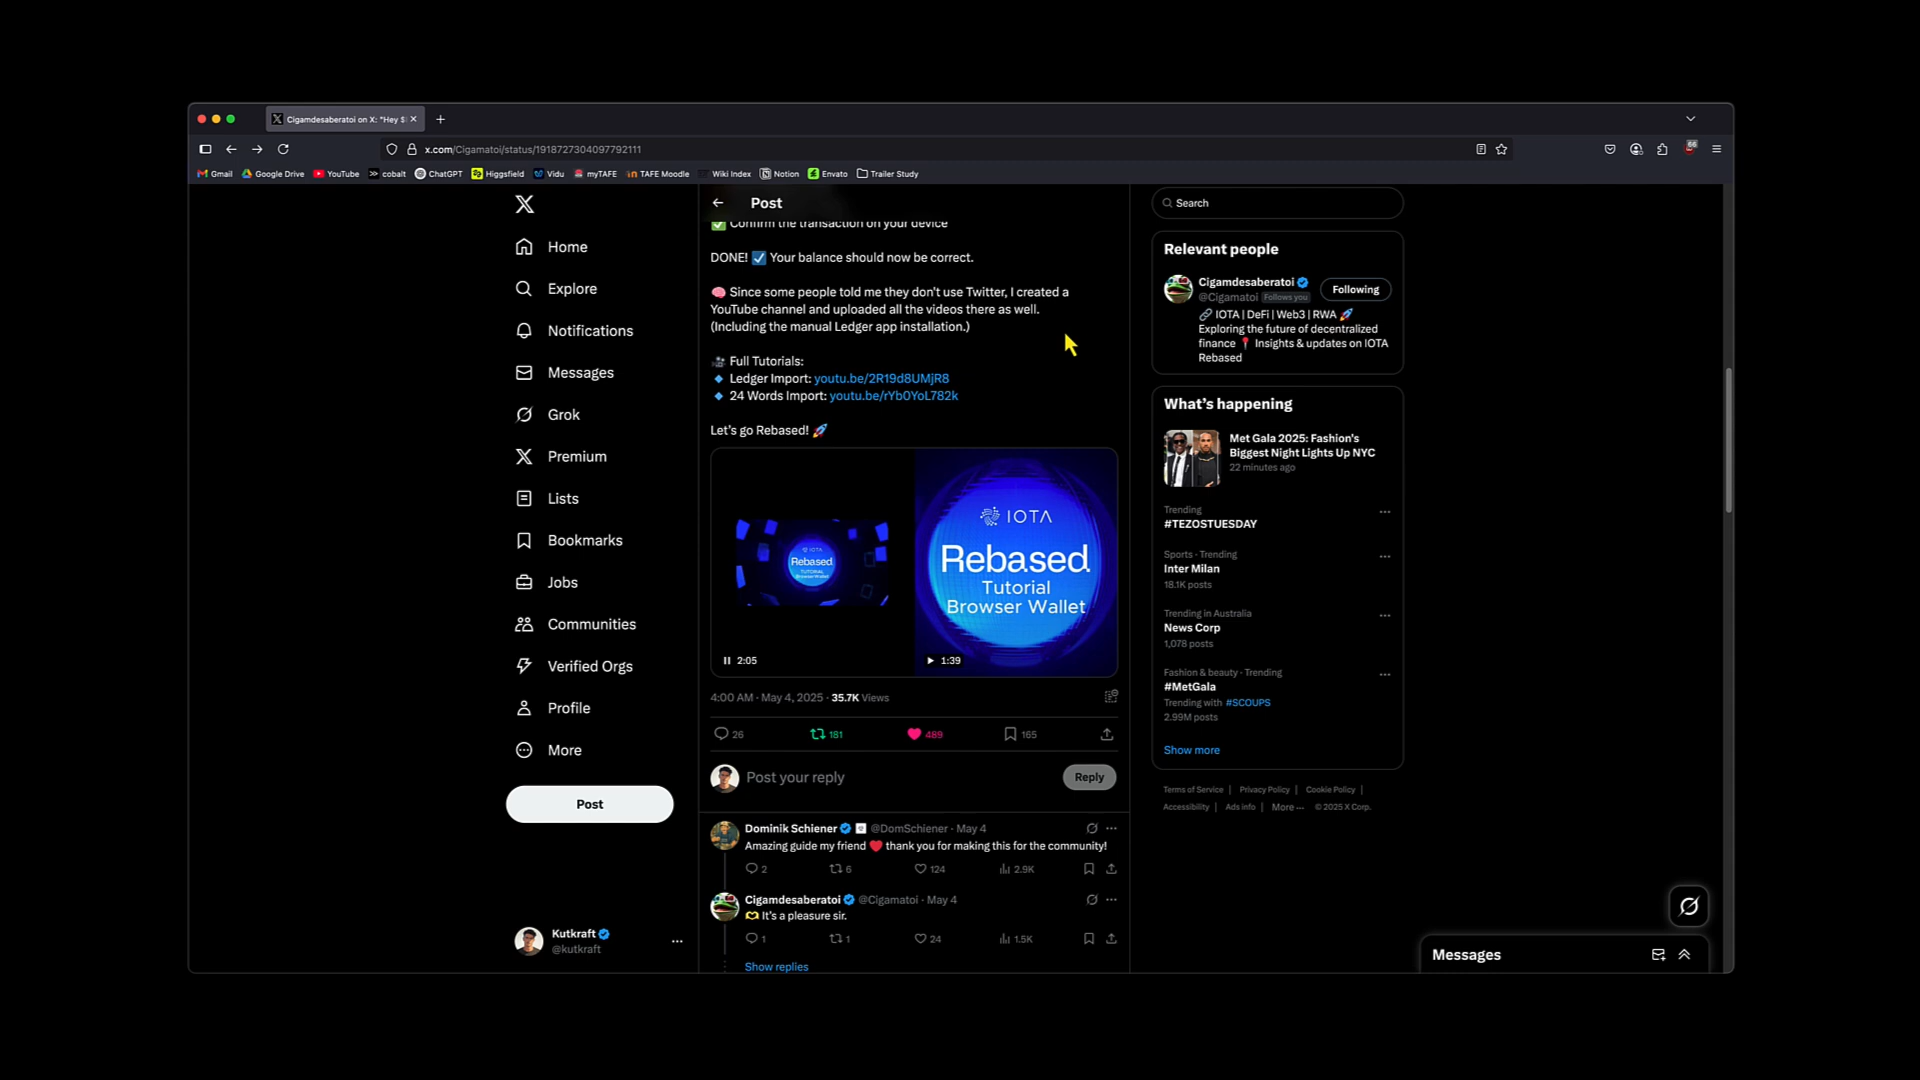 Cigamdesaberatoi on X: "Hey $
x.com/Cigamatoi/status/1918727304097792111
66
Gmail
Google Drive
YouTube
cobalt
ChatGPT
Higgsfield
Vidu
myTAFE
TAFE Moodle
Wiki Index
Notion
Envato
Trailer Study
Home
Explore
Notifications
Messages
Grok
Premium
Lists
Bookmarks
Jobs
Communities
Verified Orgs
Profile
More
Post
Kutkraft
@kutkraft
Post
✅ Confirm the transaction on your device
DONE! ☑️ Your balance should now be correct.
🧠 Since some people told me they don't use Twitter, I created a
YouTube channel and uploaded all the videos there as well.
(Including the manual Ledger app installation.)
🎥 Full Tutorials:
🔹 Ledger Import: youtu.be/2R19d8UMjR8
🔹 24 Words Import: youtu.be/rYb0YoL782k
Let's go Rebased! 🚀
IOTA
Rebased
TUTORIAL
Browser Wallet
2:05
IOTA
Rebased
Tutorial
Browser Wallet
1:39
4:00 AM · May 4, 2025 · 35.7K Views
26 181 489 165
Post your reply
Reply
Dominik Schiener @DomSchiener · May 4
Amazing guide my friend ❤️ thank you for making this for the community!
2 6 124 2.9K
Cigamdesaberatoi @Cigamatoi · May 4
🫶 It's a pleasure sir.
1 1 24 1.5K
Show replies
Search
Relevant people
Cigamdesaberatoi
@Cigamatoi Follows you
Following
🔗 IOTA | DeFi | Web3 | RWA 🚀
Exploring the future of decentralized
finance 📍 Insights & updates on IOTA
Rebased
What's happening
Met Gala 2025: Fashion's
Biggest Night Lights Up NYC
22 minutes ago
Trending
#TEZOSTUESDAY
Sports · Trending
Inter Milan
18.1K posts
Trending in Australia
News Corp
1,078 posts
Fashion & beauty · Trending
#MetGala
Trending with #SCOUPS
2.99M posts
Show more
Terms of Service | Privacy Policy | Cookie Policy |
Accessibility | Ads info | More ··· © 2025 X Corp.
Messages